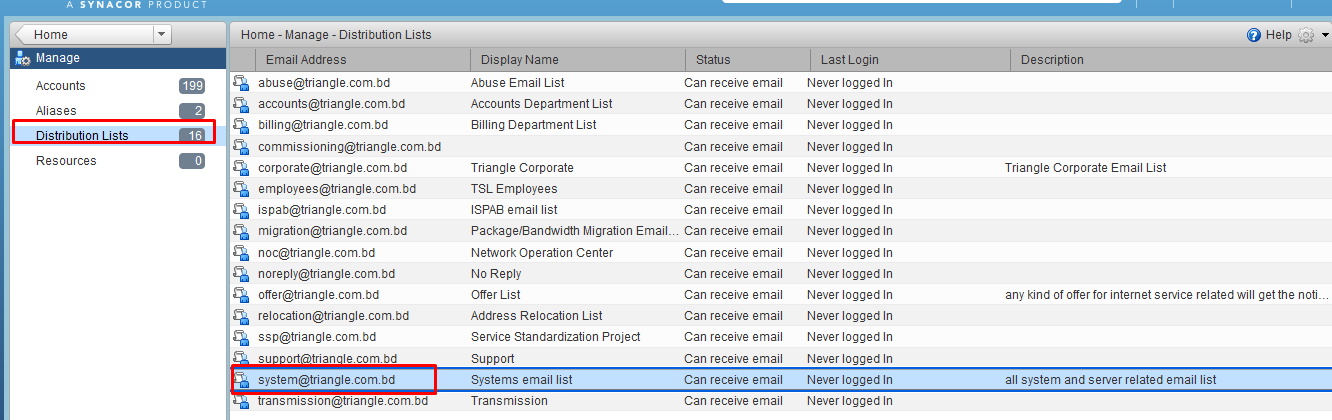 A SYNACOR PRODUCT
Home
Home - Manage - Distribution Lists
Help
Manage
Email Address Display Name Status Last Login Description
Accounts 199
Aliases 2
Distribution Lists 16
Resources 0
abuse@triangle.com.bd Abuse Email List Can receive email Never logged In
accounts@triangle.com.bd Accounts Department List Can receive email Never logged In
billing@triangle.com.bd Billing Department List Can receive email Never logged In
commissioning@triangle.com.bd Can receive email Never logged In
corporate@triangle.com.bd Triangle Corporate Can receive email Never logged In Triangle Corporate Email List
employees@triangle.com.bd TSL Employees Can receive email Never logged In
ispab@triangle.com.bd ISPAB email list Can receive email Never logged In
migration@triangle.com.bd Package/Bandwidth Migration Email... Can receive email Never logged In
noc@triangle.com.bd Network Operation Center Can receive email Never logged In
noreply@triangle.com.bd No Reply Can receive email Never logged In
offer@triangle.com.bd Offer List Can receive email Never logged In any kind of offer for internet service related will get the noti...
relocation@triangle.com.bd Address Relocation List Can receive email Never logged In
ssp@triangle.com.bd Service Standardization Project Can receive email Never logged In
support@triangle.com.bd Support Can receive email Never logged In
system@triangle.com.bd Systems email list Can receive email Never logged In all system and server related email list
transmission@triangle.com.bd Transmission Can receive email Never logged In